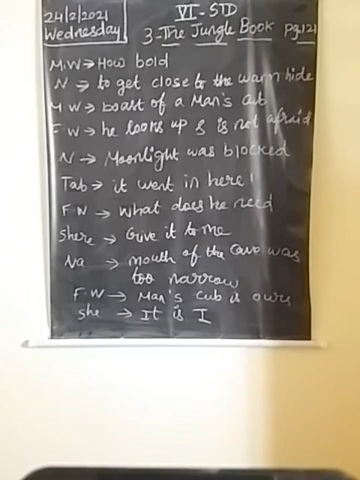 24/2/2021 VI - STD
Wednesday 3. The Jungle Book Pg.121
M.W → How bold
N → to get close to the warm hide
M W → boast of a Man's cub
F W → he looks up & is not afraid
N → Moonlight was blocked
Tab → it went in here!
F W → What does he need
Shere → Give it to me
Na → mouth of the Cave was
too narrow
F.W → Man's cub is ours
She → It is I